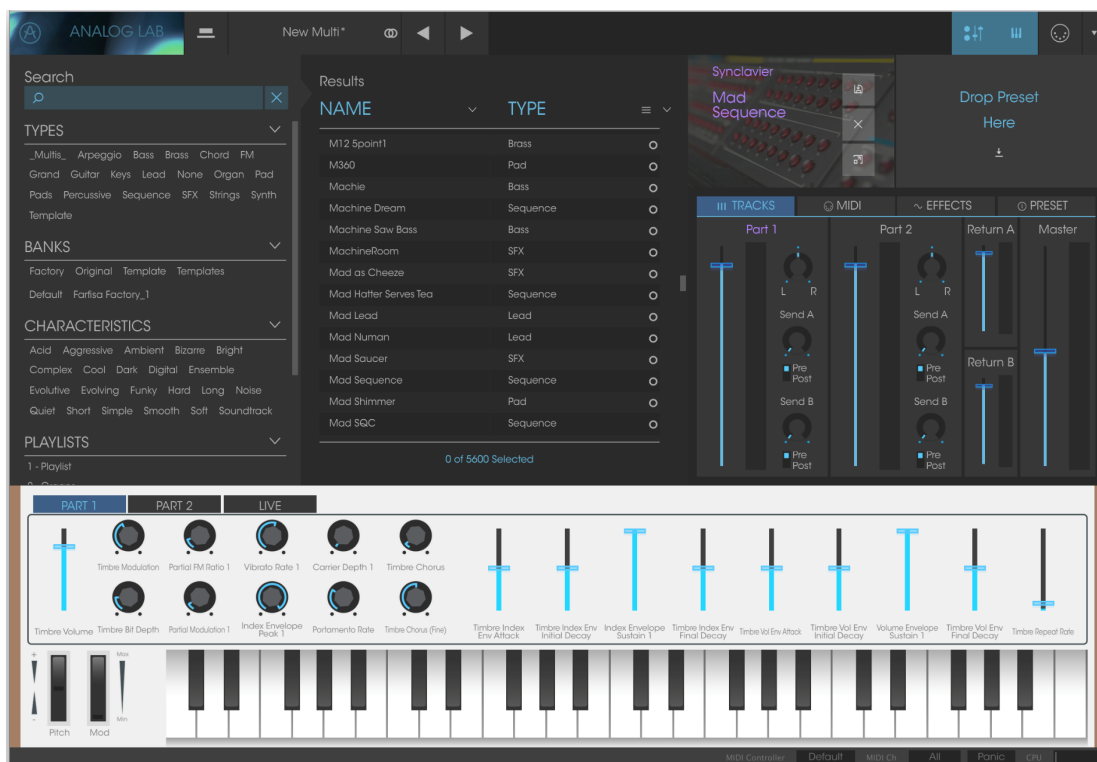 ANALOG LAB
New Multi*
Search
TYPES
_Multis_ Arpeggio Bass Brass Chord FM
Grand Guitar Keys Lead None Organ Pad
Pads Percussive Sequence SFX Strings Synth
Template
BANKS
Factory Original Template Templates
Default Farfisa Factory_1
CHARACTERISTICS
Acid Aggressive Ambient Bizarre Bright
Complex Cool Dark Digital Ensemble
Evolutive Evolving Funky Hard Long Noise
Quiet Short Simple Smooth Soft Soundtrack
PLAYLISTS
1 - Playlist
Results
NAME TYPE
M12 5point1 Brass
M360 Pad
Machie Bass
Machine Dream Sequence
Machine Saw Bass Bass
MachineRoom SFX
Mad as Cheeze SFX
Mad Hatter Serves Tea Sequence
Mad Lead Lead
Mad Numan Lead
Mad Saucer SFX
Mad Sequence Sequence
Mad Shimmer Pad
Mad SQC Sequence
0 of 5600 Selected
Synclavier
Mad
Sequence
Drop Preset
Here
TRACKS MIDI EFFECTS PRESET
Part 1 Part 2 Return A Master
L R L R
Send A Send A
Return B
Pre Pre
Post Post
Send B Send B
Pre Pre
Post Post
PART 1 PART 2 LIVE
Timbre Modulation Partial FM Ratio 1 Vibrato Rate 1 Carrier Depth 1 Timbre Chorus
Timbre Volume Timbre Bit Depth Partial Modulation 1 Index Envelope Peak 1 Portamento Rate Timbre Chorus (Fine)
Timbre Index Env Attack Timbre Index Env Initial Decay Index Envelope Sustain 1 Timbre Index Env Final Decay Timbre Vol Env Attack Timbre Vol Env Initial Decay Volume Envelope Sustain 1 Timbre Vol Env Final Decay Timbre Repeat Rate
+ Max
- Min
Pitch Mod
MIDI Controller Default MIDI Ch All Panic CPU